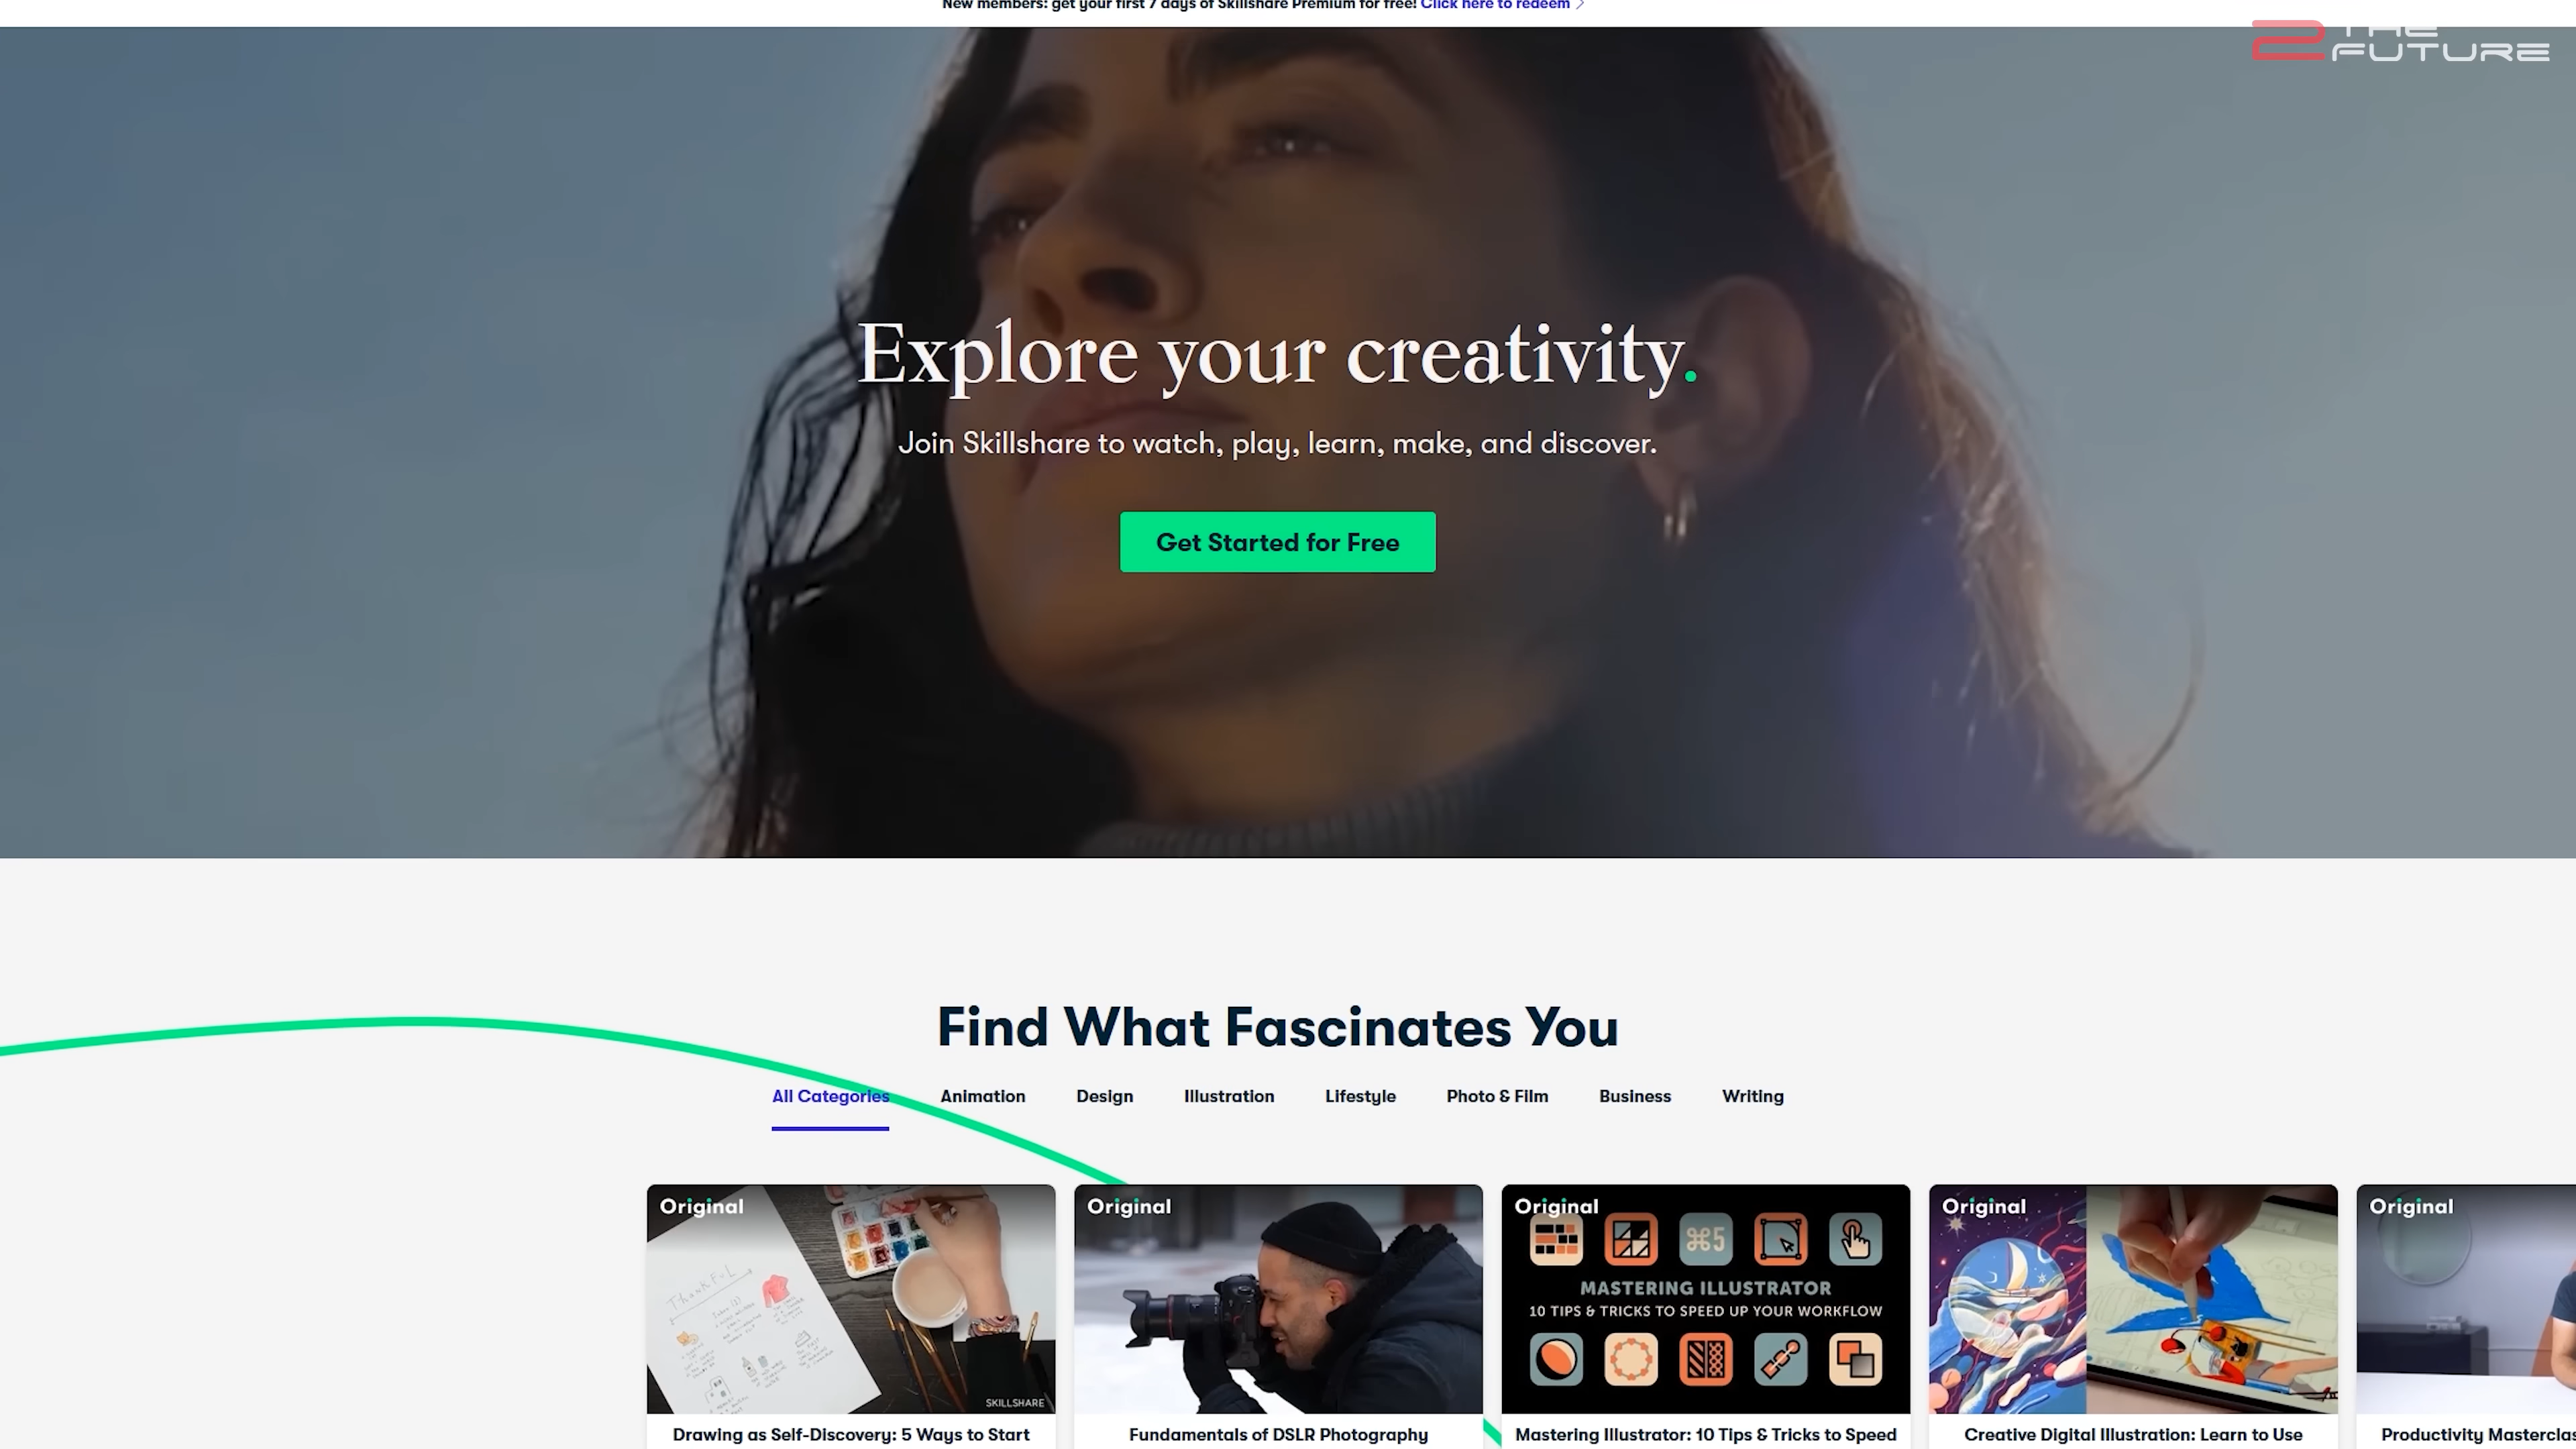 New members: get your first 7 days of Skillshare Premium for free! Click here to redeem
2 THE
FUTURE
Explore your creativity.
Join Skillshare to watch, play, learn, make, and discover.
Get Started for Free
Find What Fascinates You
All Categories Animation Design Illustration Lifestyle Photo & Film Business Writing
Original Original Original Original Original
THANKFUL
⌘5
MASTERING ILLUSTRATOR
10 TIPS & TRICKS TO SPEED UP YOUR WORKFLOW
SKILLSHARE
Drawing as Self-Discovery: 5 Ways to Start Fundamentals of DSLR Photography Mastering Illustrator: 10 Tips & Tricks to Speed Creative Digital Illustration: Learn to Use Productivity